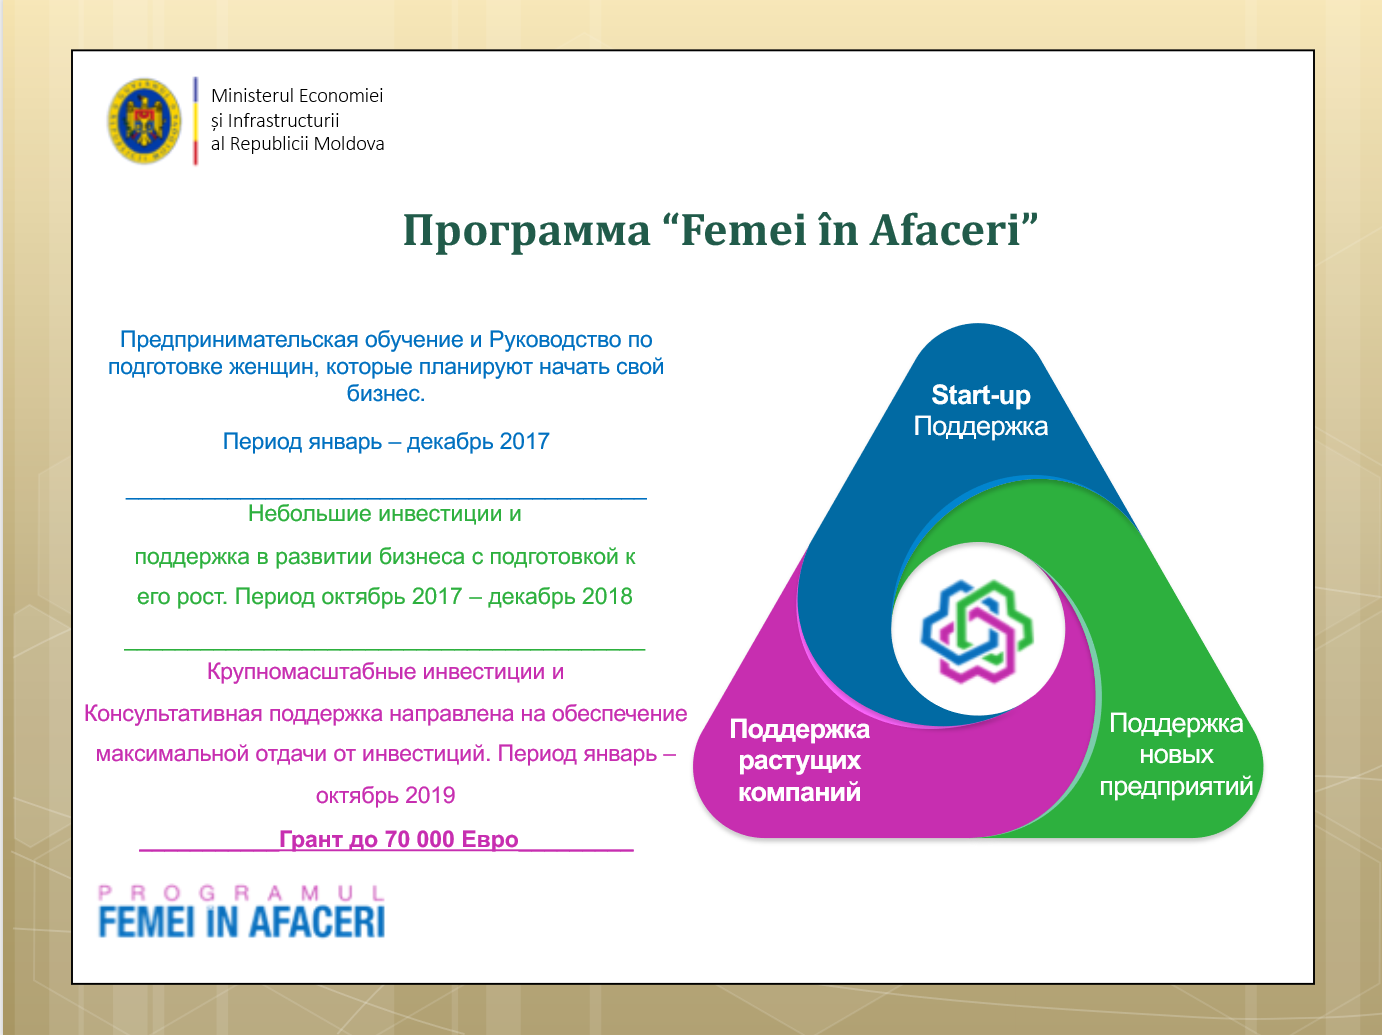 Ministerul Economiei
și Infrastructurii
al Republicii Moldova
Программа “Femei în Afaceri”
Предпринимательская обучение и Руководство по
подготовке женщин, которые планируют начать свой
бизнес.
Период январь – декабрь 2017
Небольшие инвестиции и
поддержка в развитии бизнеса с подготовкой к
его рост. Период октябрь 2017 – декабрь 2018
Крупномасштабные инвестиции и
Консультативная поддержка направлена на обеспечение
максимальной отдачи от инвестиций. Период январь –
октябрь 2019
Грант до 70 000 Евро
Start-up
Поддержка
Поддержка
растущих
компаний
Поддержка
новых
предприятий
PROGRAMUL
FEMEI ÎN AFACERI